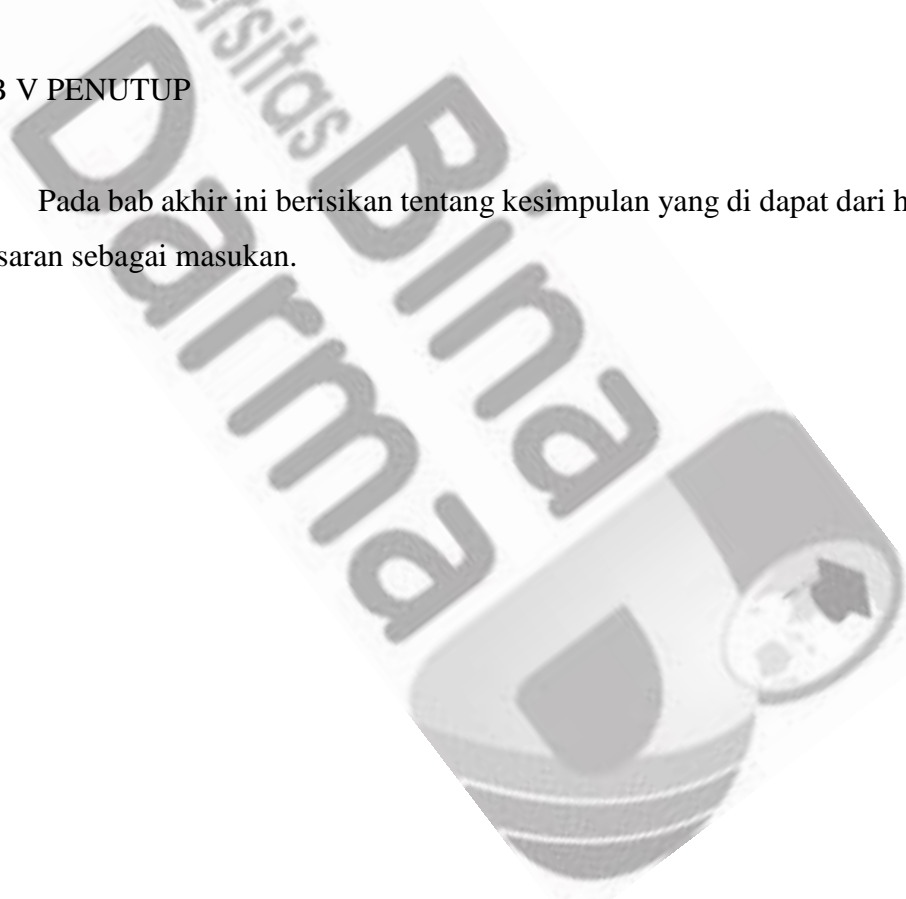 V PENUTUP
Pada bab akhir ini berisikan tentang kesimpulan yang di dapat dari
saran sebagai masukan.
Bina
Darma